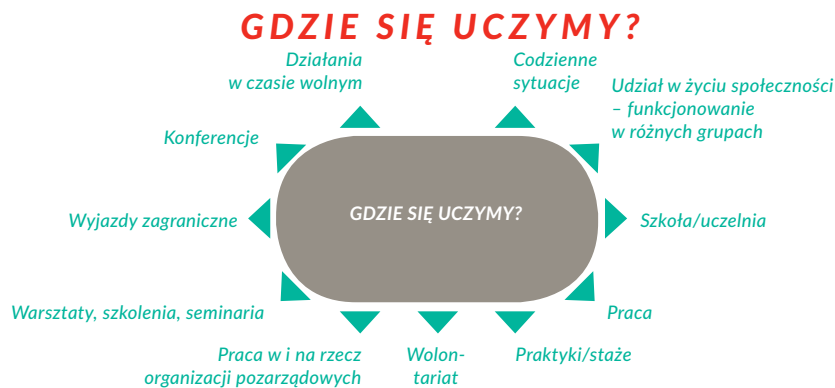 GDZIE SIĘ UCZYMY?
Działania
w czasie wolnym
Codzienne
sytuacje
Udział w życiu społeczności
– funkcjonowanie
w różnych grupach
Konferencje
Wyjazdy zagraniczne
GDZIE SIĘ UCZYMY?
Szkoła/uczelnia
Warsztaty, szkolenia, seminaria
Praca
Praca w i na rzecz
organizacji pozarządowych
Wolon-
tariat
Praktyki/staże